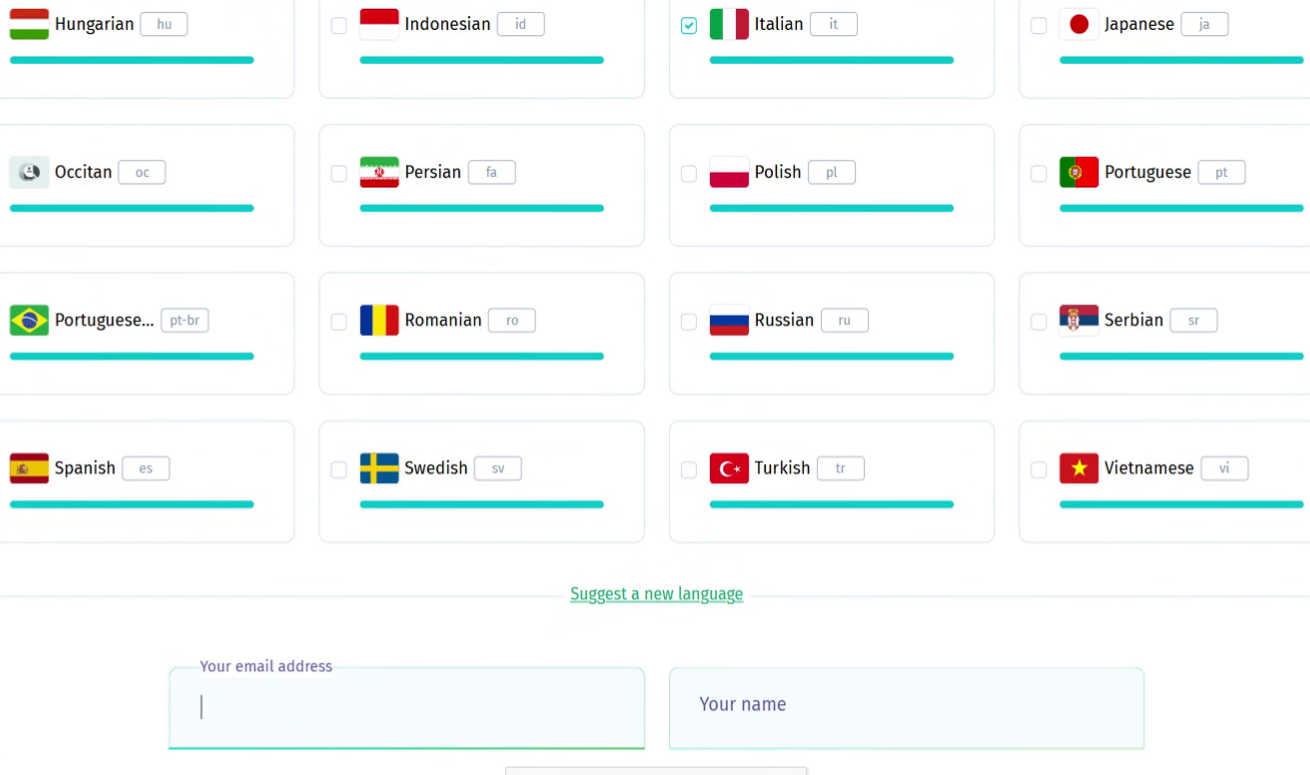 Hungarian hu
Indonesian id
Italian it
Japanese ja
Occitan oc
Persian fa
Polish pl
Portuguese pt
Portuguese... pt-br
Romanian ro
Russian ru
Serbian sr
Spanish es
Swedish sv
Turkish tr
Vietnamese vi
Suggest a new language
Your email address
Your name